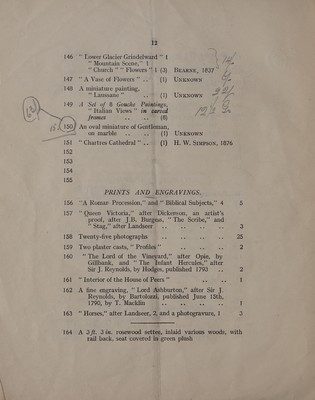 12
146 "Lower Glacier Grindelward" 1
"Mountain Scene," 1
"Church" "Flowers" 1 (3) BEARNE, 1857
147 "A Vase of Flowers" .. (1) UNKNOWN
148 A miniature painting,
"Laussane" .. (1) UNKNOWN
149 A Set of 8 Gouche Paintings,
"Italian Views" in carved
frames .. .. (8)
150 An oval miniature of Gentleman,
on marble .. .. (1) UNKNOWN
151 "Chartres Cathedral" .. (1) H. W. SIMPSON, 1876
152
153
154
155
PRINTS AND ENGRAVINGS.
156 "A Roman Procession," and "Biblical Subjects," 4 5
157 "Queen Victoria," after Dickerson, an artist's
proof, after J.B. Burgess, "The Scribe," and
"Stag," after Landseer .. .. .. .. 3
158 Twenty-five photographs .. .. .. .. 25
159 Two plaster casts, "Profiles" .. .. .. 2
160 "The Lord of the Vineyard," after Opie, by
Gillbank, and "The Infant Hercules," after
Sir J. Reynolds, by Hodges, published 1793 .. 2
161 "Interior of the House of Peers" .. .. 1
162 A fine engraving, "Lord Ashburton," after Sir J.
Reynolds, by Bartolozzi, published June 15th,
1790, by T. Macklin .. .. .. .. 1
163 "Horses," after Landseer, 2, and a photogravure, 1 3
164 A 3 ft. 3 in. rosewood settee, inlaid various woods, with
rail back, seat covered in green plush